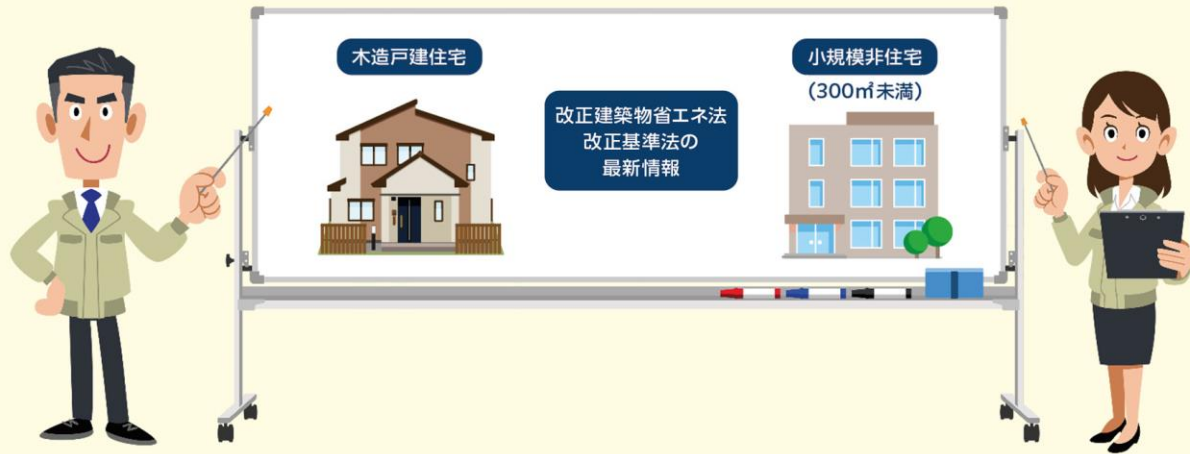 木造戸建住宅
小規模非住宅
(300㎡未満)
改正建築物省エネ法
改正基準法の
最新情報